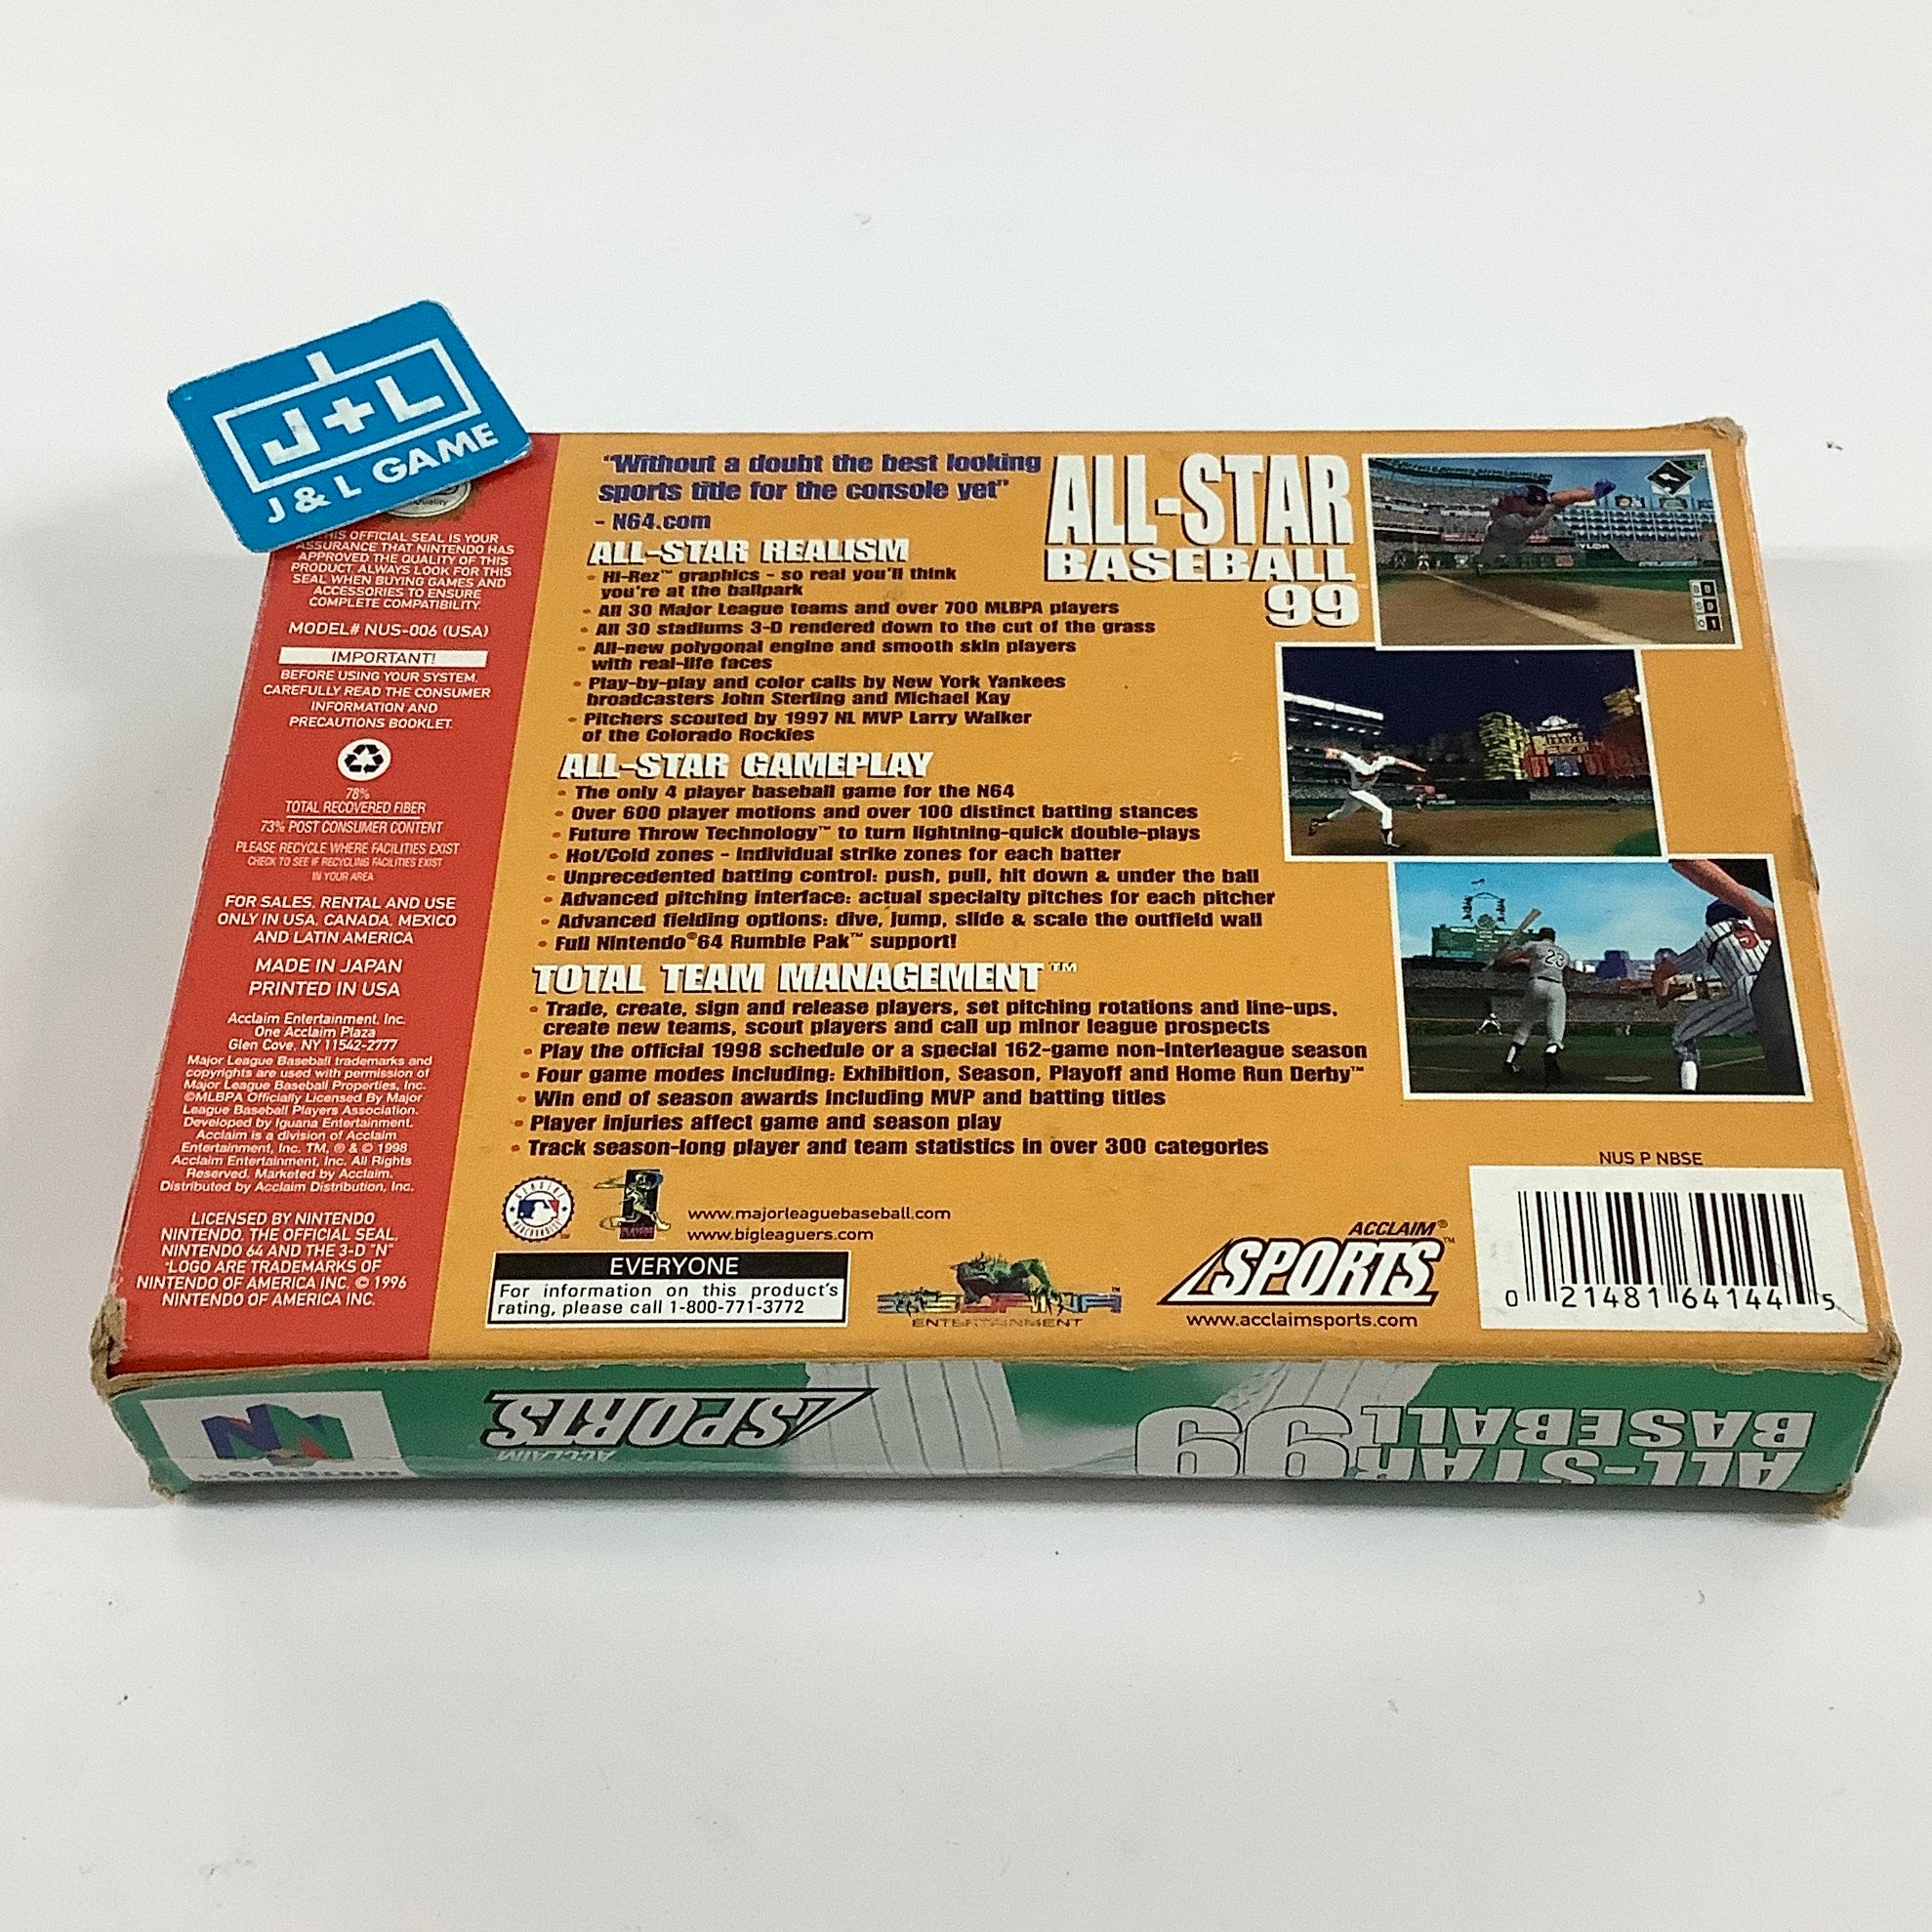 J+L
J & L GAME
Quality
THIS OFFICIAL SEAL IS YOUR
ASSURANCE THAT NINTENDO HAS
APPROVED THE QUALITY OF THIS
PRODUCT. ALWAYS LOOK FOR THIS
SEAL WHEN BUYING GAMES AND
ACCESSORIES TO ENSURE
COMPLETE COMPATIBILITY.
MODEL# NUS-006 (USA)
IMPORTANT!
BEFORE USING YOUR SYSTEM,
CAREFULLY READ THE CONSUMER
INFORMATION AND
PRECAUTIONS BOOKLET.
78%
TOTAL RECOVERED FIBER
73% POST CONSUMER CONTENT
PLEASE RECYCLE WHERE FACILITIES EXIST
CHECK TO SEE IF RECYCLING FACILITIES EXIST
IN YOUR AREA
FOR SALES, RENTAL AND USE
ONLY IN USA, CANADA, MEXICO
AND LATIN AMERICA
MADE IN JAPAN
PRINTED IN USA
Acclaim Entertainment, Inc.
One Acclaim Plaza
Glen Cove, NY 11542-2777
Major League Baseball trademarks and
copyrights are used with permission of
Major League Baseball Properties, Inc.
©MLBPA Officially Licensed By Major
League Baseball Players Association.
Developed by Iguana Entertainment.
Acclaim is a division of Acclaim
Entertainment, Inc. TM, ® & © 1998
Acclaim Entertainment, Inc. All Rights
Reserved. Marketed by Acclaim.
Distributed by Acclaim Distribution, Inc.
LICENSED BY NINTENDO
NINTENDO, THE OFFICIAL SEAL,
NINTENDO 64 AND THE 3-D "N"
"LOGO ARE TRADEMARKS OF
NINTENDO OF AMERICA INC. © 1996
NINTENDO OF AMERICA INC.
"Without a doubt the best looking
sports title for the console yet"
- N64.com
ALL-STAR
BASEBALL
99
ALL-STAR REALISM
• Hi-Rez™ graphics - so real you'll think
you're at the ballpark
• All 30 Major League teams and over 700 MLBPA players
• All 30 stadiums 3-D rendered down to the cut of the grass
• All-new polygonal engine and smooth skin players
with real-life faces
• Play-by-play and color calls by New York Yankees
broadcasters John Sterling and Michael Kay
• Pitchers scouted by 1997 NL MVP Larry Walker
of the Colorado Rockies
ALL-STAR GAMEPLAY
• The only 4 player baseball game for the N64
• Over 600 player motions and over 100 distinct batting stances
• Future Throw Technology™ to turn lightning-quick double-plays
• Hot/Cold zones - individual strike zones for each batter
• Unprecedented batting control: push, pull, hit down & under the ball
• Advanced pitching interface: actual specialty pitches for each pitcher
• Advanced fielding options: dive, jump, slide & scale the outfield wall
• Full Nintendo®64 Rumble Pak™ support!
TOTAL TEAM MANAGEMENT™
• Trade, create, sign and release players, set pitching rotations and line-ups,
create new teams, scout players and call up minor league prospects
• Play the official 1998 schedule or a special 162-game non-interleague season
• Four game modes including: Exhibition, Season, Playoff and Home Run Derby™
• Win end of season awards including MVP and batting titles
• Player injuries affect game and season play
• Track season-long player and team statistics in over 300 categories
23
GENUINE
MERCHANDISE
PLAYERS
www.majorleaguebaseball.com
www.bigleaguers.com
EVERYONE
For information on this product's
rating, please call 1-800-771-3772
ENTERTAINMENT
ACCLAIM®
SPORTS™
www.acclaimsports.com
NUS P NBSE
0 21481 64144 5
NINTENDO
ACCLAIM
SPORTS
ALL-STAR
BASEBALL
99